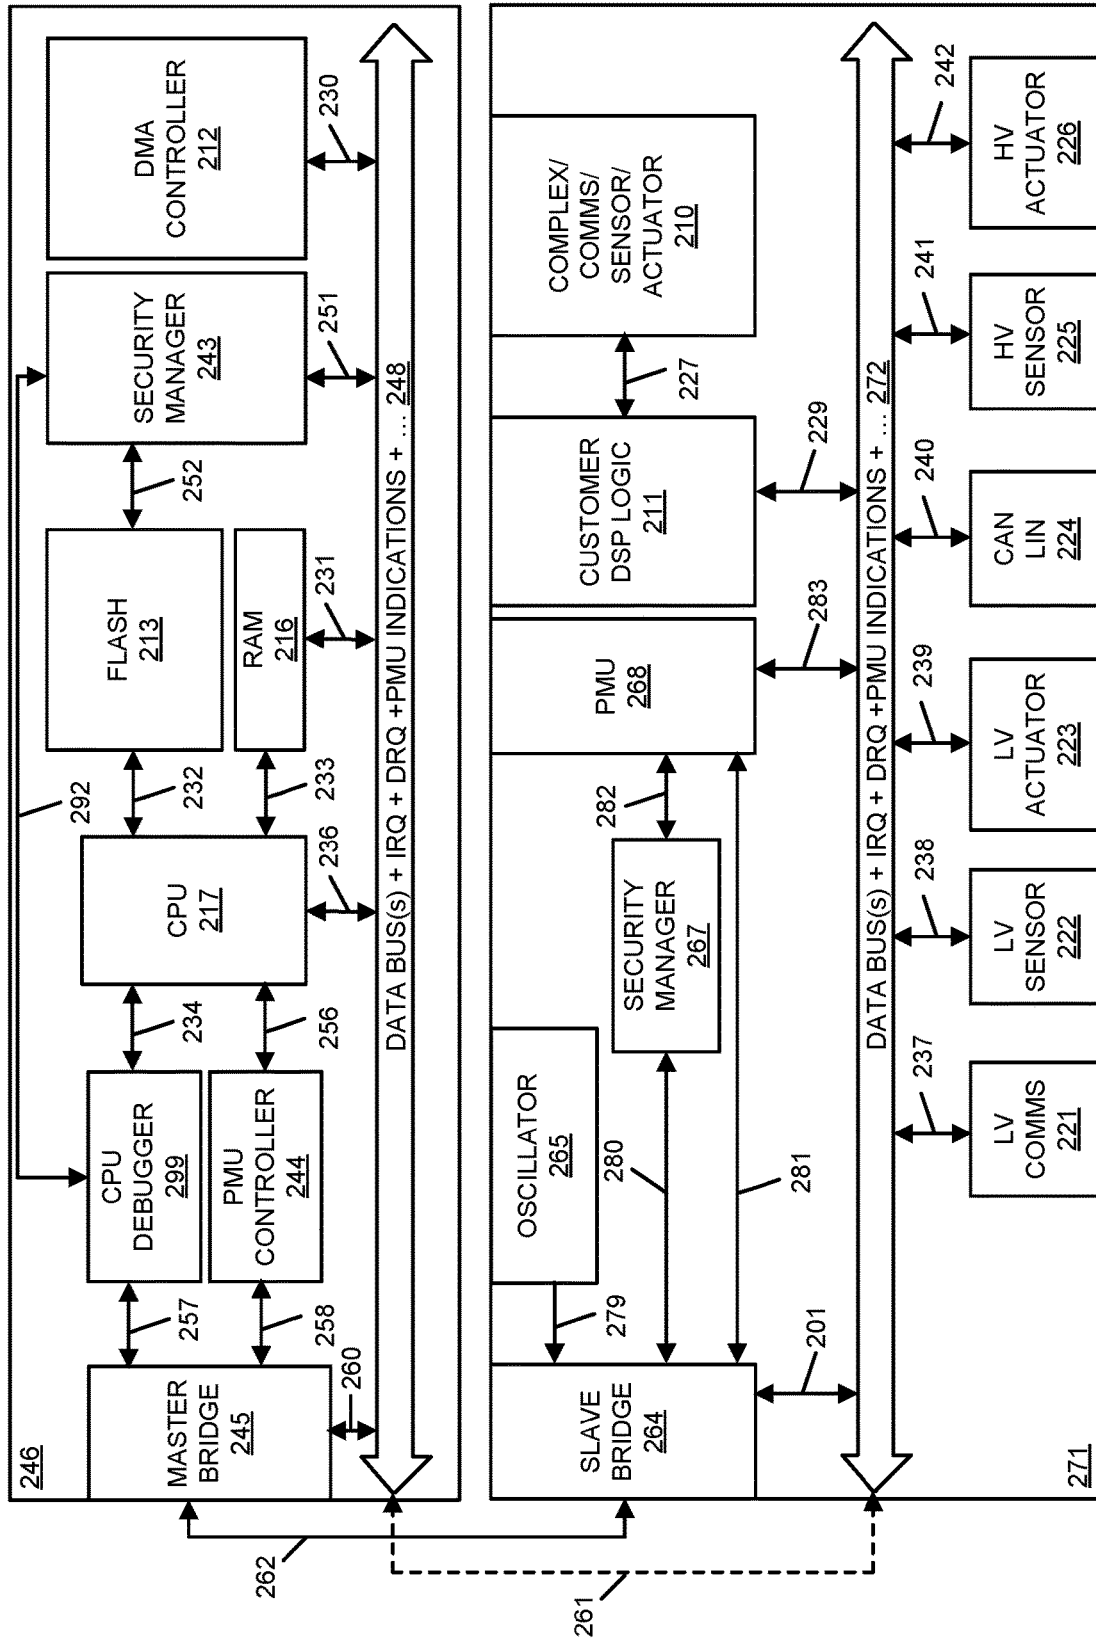 246
MASTER
BRIDGE
245
257
258
260
CPU
DEBUGGER
299
PMU
CONTROLLER
244
234
256
292
CPU
217
232
233
236
FLASH
213
RAM
216
231
252
SECURITY
MANAGER
243
251
DMA
CONTROLLER
212
230
DATA BUS(s) + IRQ + DRQ +PMU INDICATIONS + ... 248
262
261
SLAVE
BRIDGE
264
279
280
281
201
OSCILLATOR
265
SECURITY
MANAGER
267
282
PMU
268
283
CUSTOMER
DSP LOGIC
211
229
227
COMPLEX/
COMMS/
SENSOR/
ACTUATOR
210
DATA BUS(s) + IRQ + DRQ +PMU INDICATIONS + ... 272
237
238
239
240
241
242
LV
COMMS
221
LV
SENSOR
222
LV
ACTUATOR
223
CAN
LIN
224
HV
SENSOR
225
HV
ACTUATOR
226
271